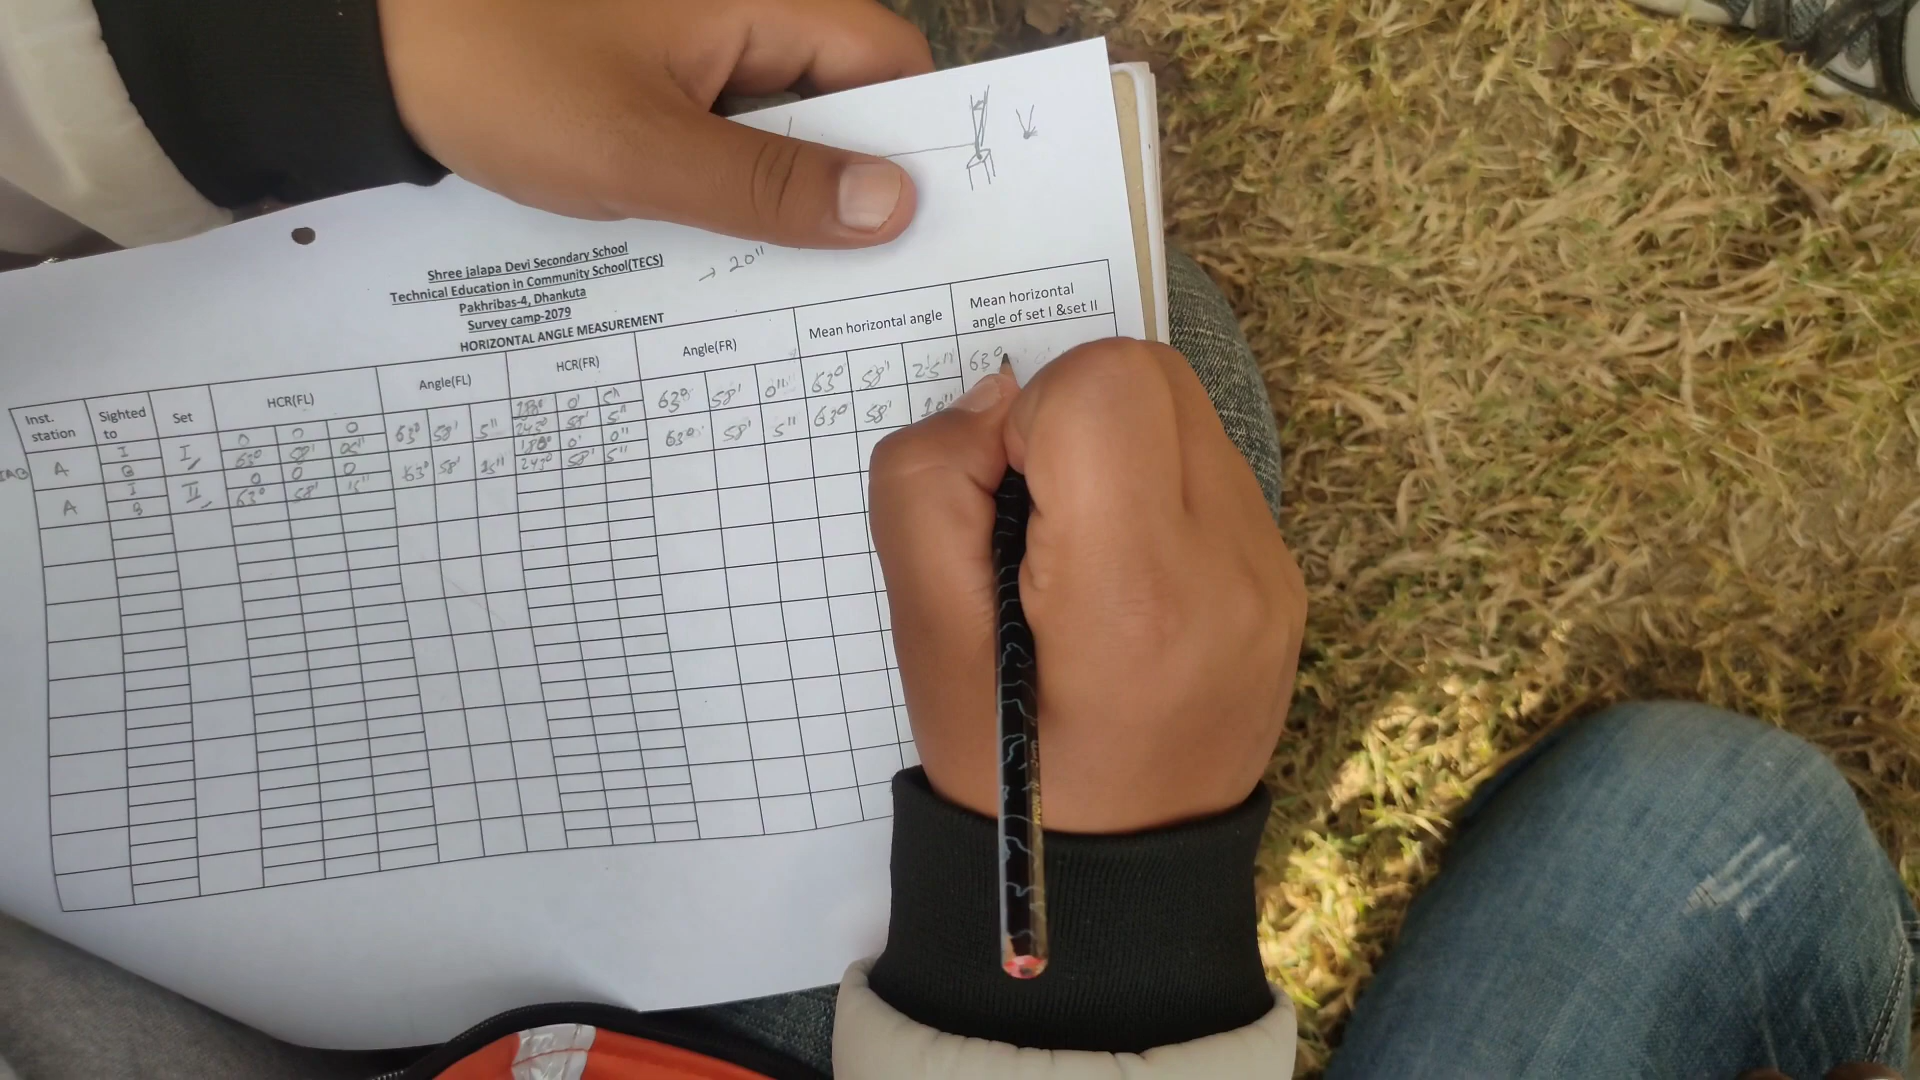 → 20"
Shree jalapa Devi Secondary School
Technical Education in Community School(TECS)
Pakhribas-4, Dhankuta
Survey camp-2079
HORIZONTAL ANGLE MEASUREMENT
Inst. station Sighted to Set HCR(FL) Angle(FL) HCR(FR) Angle(FR) Mean horizontal angle Mean horizontal angle of set I &set II
A I I 0 0 0 63° 58' 5" 180° 0' 5" 63° 58' 0" 63° 58' 2.5" 63°
B 63° 58' 05" 243° 58' 5"
A I II 0 0 0 63° 58' 15" 180° 0' 0" 63° 58' 5" 63° 58' 10"
B 63° 58' 15" 243° 58' 5"